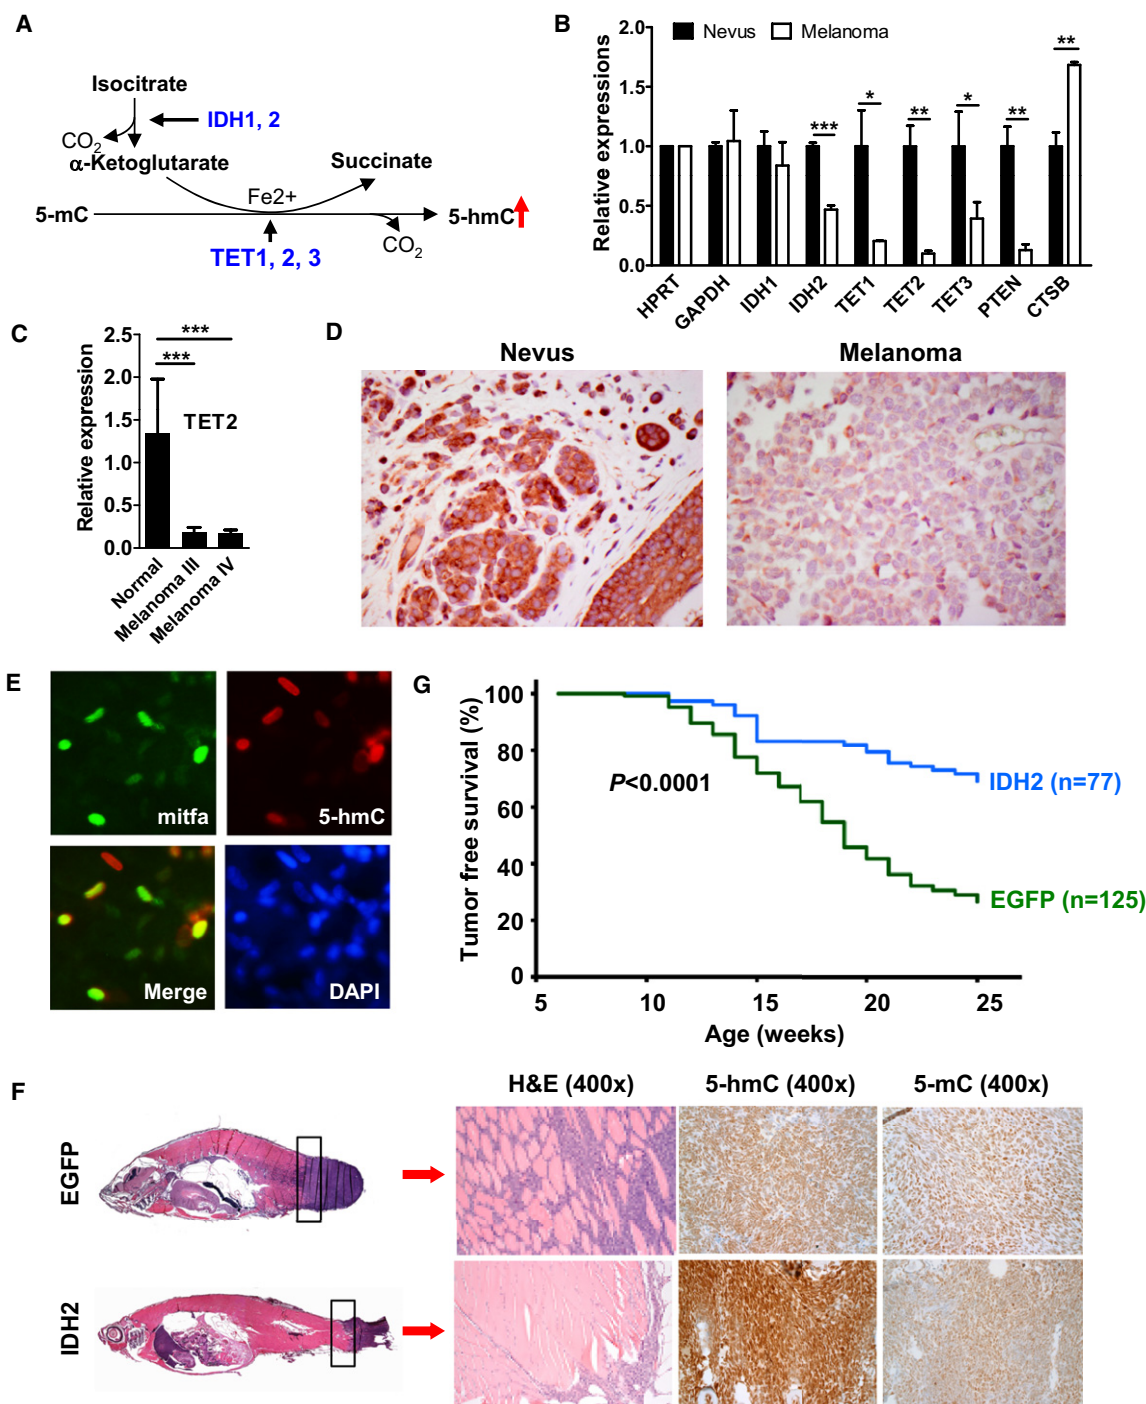 A
Isocitrate
IDH1, 2
CO2
α-Ketoglutarate
Succinate
Fe2+
5-mC
5-hmC
CO2
TET1, 2, 3
B
Nevus
Melanoma
Relative expressions
2.0
1.5
1.0
0.5
0.0
*
**
***
*
**
*
**
**
HPRT
GAPDH
IDH1
IDH2
TET1
TET2
TET3
PTEN
CTSB
C
Relative expression
2.5
2.0
1.5
1.0
0.5
0.0
***
***
TET2
Normal
Melanoma III
Melanoma IV
D
Nevus
Melanoma
E
mitfa
5-hmC
Merge
DAPI
G
Tumor free survival (%)
100
80
60
40
20
0
P<0.0001
IDH2 (n=77)
EGFP (n=125)
5
10
15
20
25
Age (weeks)
F
H&E (400x)
5-hmC (400x)
5-mC (400x)
EGFP
IDH2